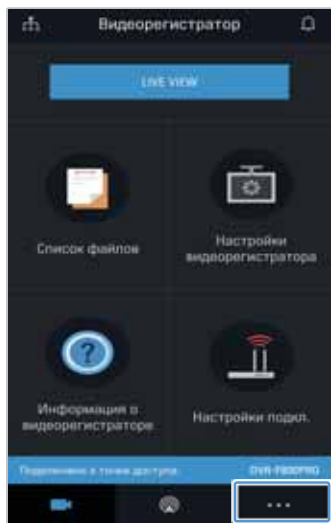 Видеорегистратор
LIVE VIEW
Список файлов
Настройки
видеорегистратора
Информация о
видеорегистраторе
Настройки подкл.
Подключено к точке доступа
DVR-F800PRO